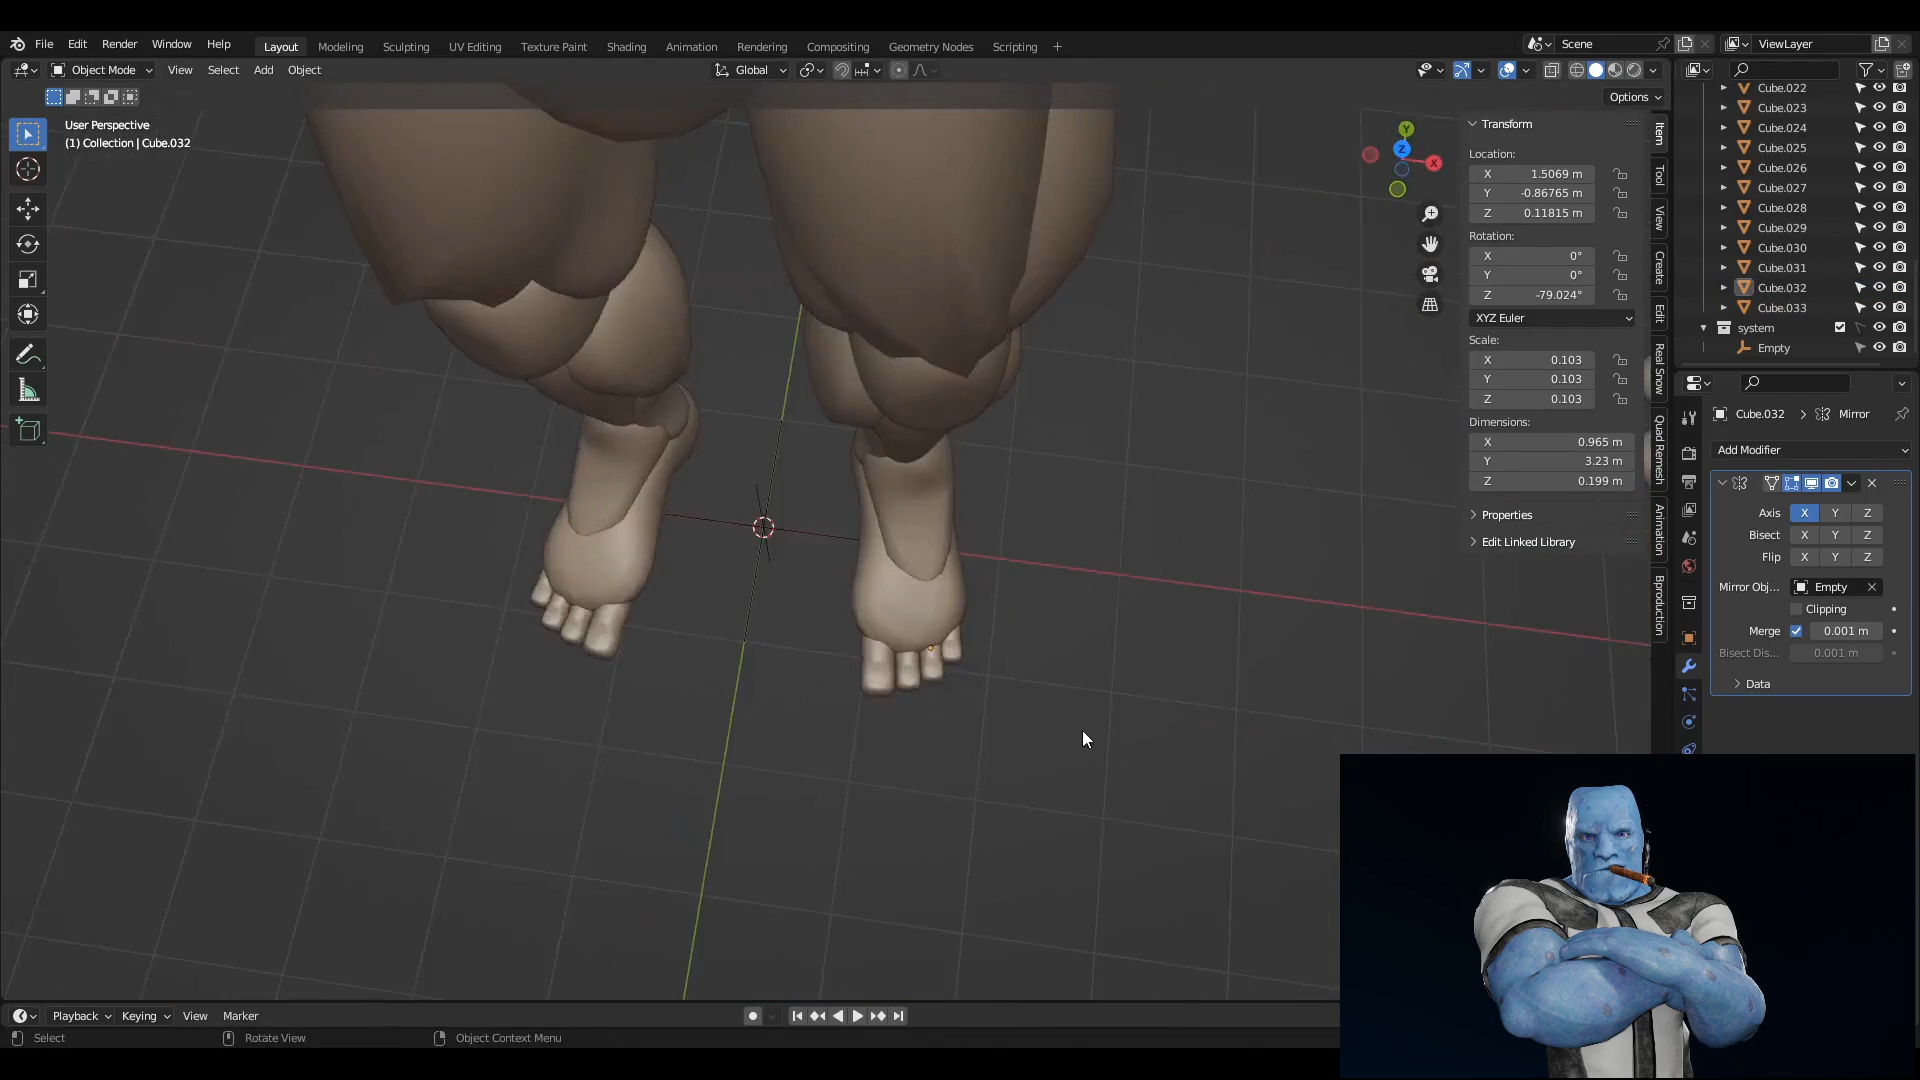 File Edit Render Window Help Layout Modeling Sculpting UV Editing Texture Paint Shading Animation Rendering Compositing Geometry Nodes Scripting + Scene ViewLayer
Object Mode View Select Add Object Global
Options
User Perspective
(1) Collection | Cube.032
Transform
Location:
X 1.5069 m
Y -0.86765 m
Z 0.11815 m
Rotation:
X 0°
Y 0°
Z -79.024°
XYZ Euler
Scale:
X 0.103
Y 0.103
Z 0.103
Dimensions:
X 0.965 m
Y 3.23 m
Z 0.199 m
Properties
Edit Linked Library
Y
Z
X
Item
Tool
View
Create
Edit
Real Snow
Quad Remesh
Animation
Bproduction
Cube.022
Cube.023
Cube.024
Cube.025
Cube.026
Cube.027
Cube.028
Cube.029
Cube.030
Cube.031
Cube.032
Cube.033
system
Empty
Cube.032 Mirror
Add Modifier
Axis X Y Z
Bisect X Y Z
Flip X Y Z
Mirror Obj... Empty
Clipping
Merge 0.001 m
Bisect Dis... 0.001 m
Data
Playback Keying View Marker
Select Rotate View Object Context Menu